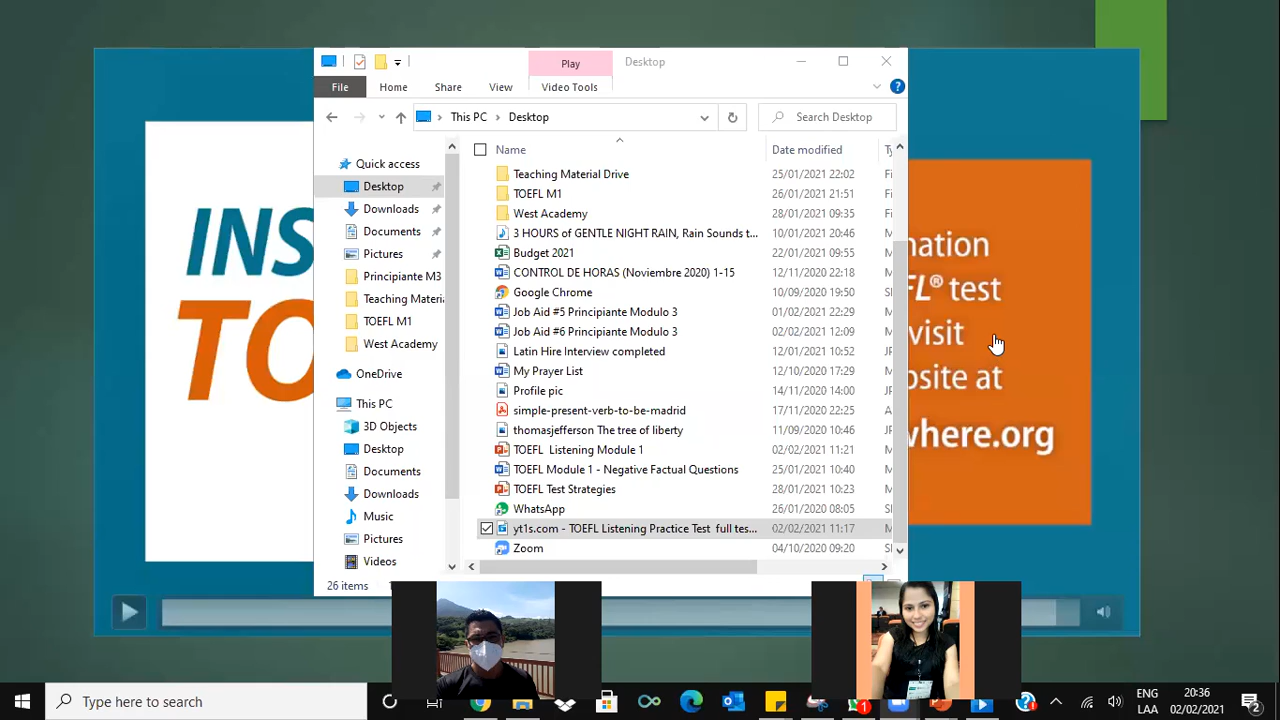 Play
Desktop
File
Home
Share
View
Video Tools
This PC
Desktop
Search Desktop
Name
Date modified
Quick access
Desktop
Downloads
Documents
Pictures
Principiante M3
Teaching Materia
TOEFL M1
West Academy
OneDrive
This PC
3D Objects
Desktop
Documents
Downloads
Music
Pictures
Videos
Teaching Material Drive 25/01/2021 22:02
TOEFL M1 26/01/2021 21:51
West Academy 28/01/2021 09:35
3 HOURS of GENTLE NIGHT RAIN, Rain Sounds t... 10/01/2021 20:46
Budget 2021 22/01/2021 09:55
CONTROL DE HORAS (Noviembre 2020) 1-15 12/11/2020 22:18
Google Chrome 10/09/2020 19:50
Job Aid #5 Principiante Modulo 3 01/02/2021 22:29
Job Aid #6 Principiante Modulo 3 02/02/2021 12:09
Latin Hire Interview completed 12/01/2021 10:52
My Prayer List 12/10/2020 17:29
Profile pic 14/11/2020 14:00
simple-present-verb-to-be-madrid 17/11/2020 22:25
thomasjefferson The tree of liberty 11/09/2020 10:46
TOEFL Listening Module 1 02/02/2021 11:21
TOEFL Module 1 - Negative Factual Questions 25/01/2021 10:40
TOEFL Test Strategies 28/01/2021 10:23
WhatsApp 26/01/2021 08:05
yt1s.com - TOEFL Listening Practice Test full tes... 02/02/2021 11:17
Zoom 04/10/2020 09:20
26 items
INS
TO
nation
FL® test
visit
osite at
where.org
Type here to search
1
ENG
LAA
20:36
02/02/2021
2